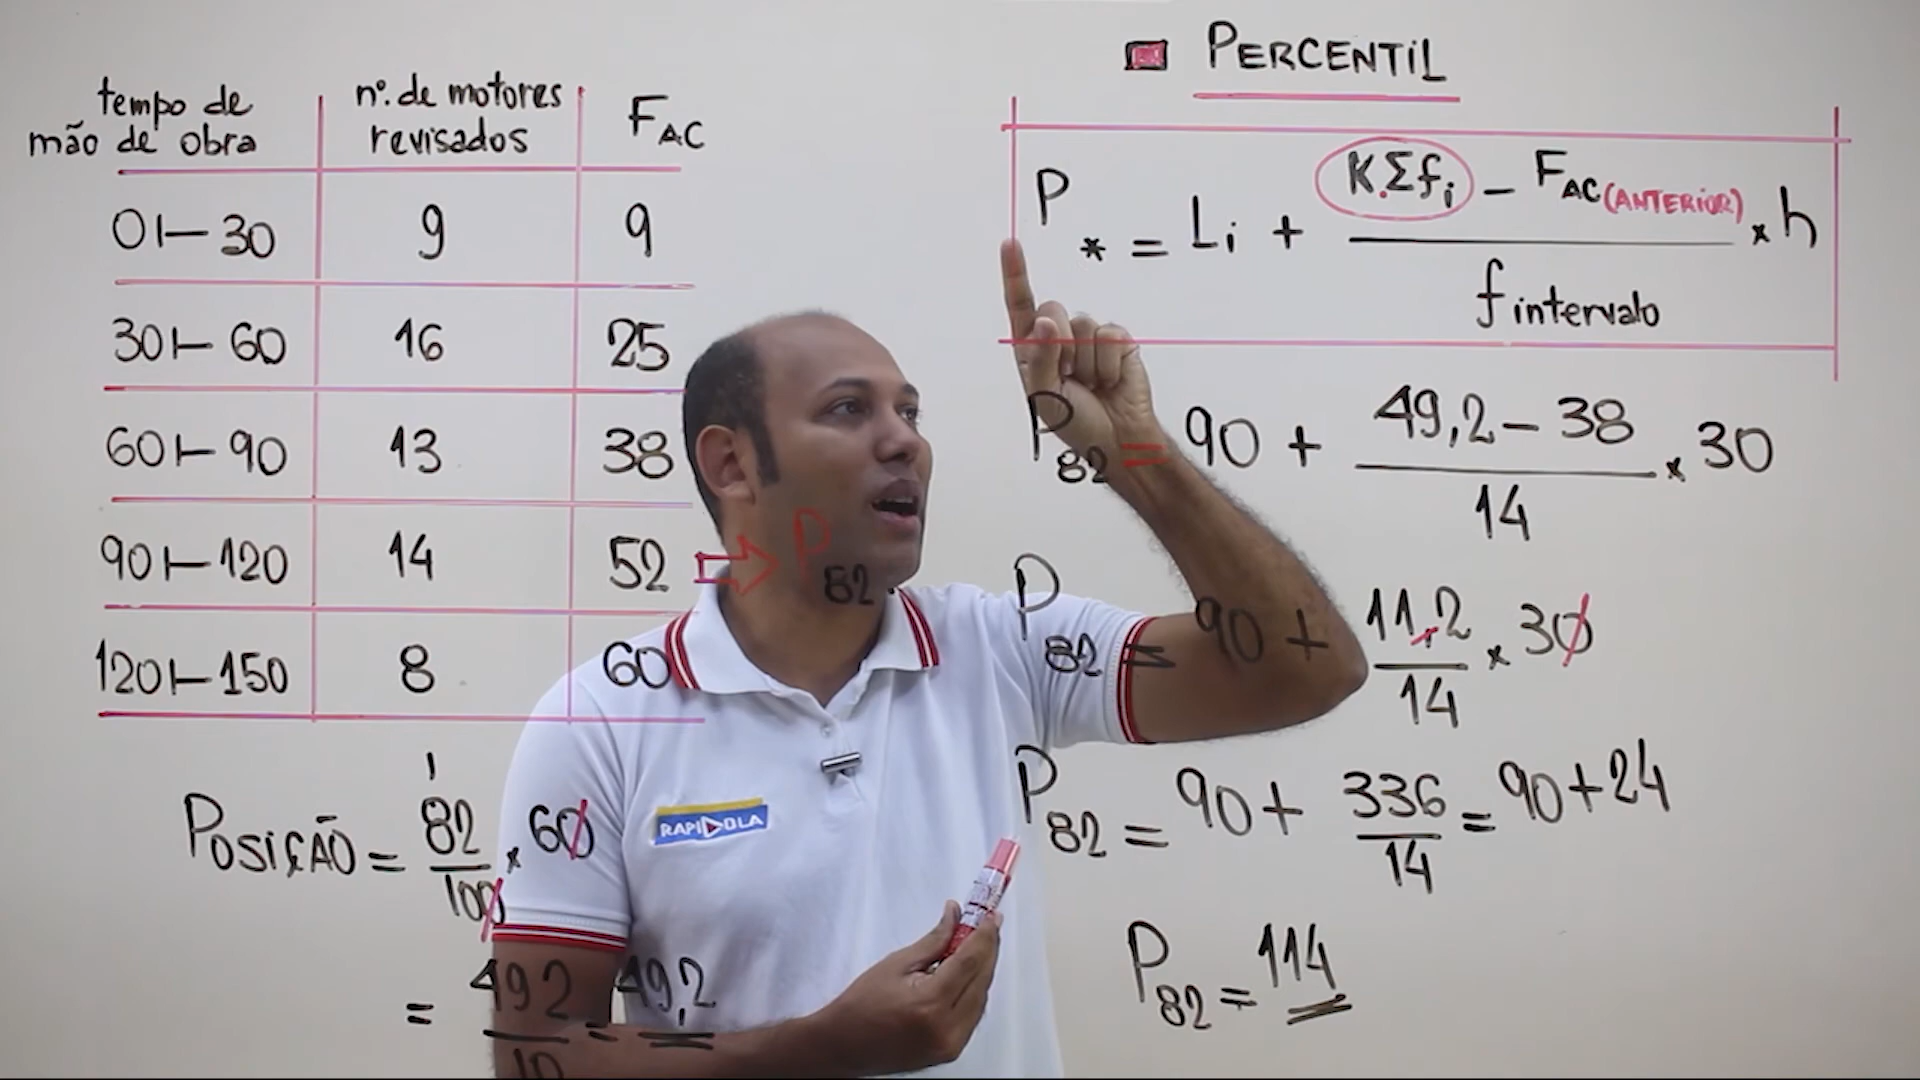 PERCENTIL
tempo de mão de obra | nº. de motores revisados | FAC
0 ⊢ 30 | 9 | 9
30 ⊢ 60 | 16 | 25
60 ⊢ 90 | 13 | 38
90 ⊢ 120 | 14 | 52 ⇒ P82
120 ⊢ 150 | 8 | 60
POSIÇÃO = 82/100 × 60
= 492/10 = 49,2
P* = Li + (K.Σfi − FAC(ANTERIOR))/fintervalo × h
P82 = 90 + (49,2 − 38)/14 × 30
P82 = 90 + 11,2/14 × 30
P82 = 90 + 336/14 = 90 + 24
P82 = 114
RAPIDOLA